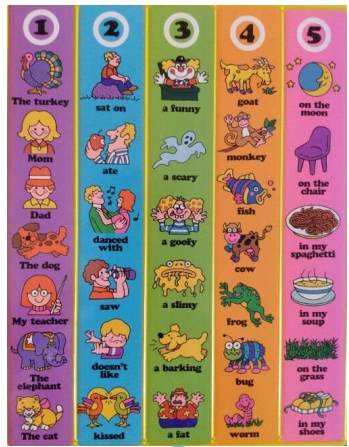 1
The turkey
Mom
Dad
The dog
My teacher
The
elephant
The cat
2
sat on
ate
danced
with
saw
doesn't
like
kissed
3
a funny
a scary
a goofy
a slimy
a barking
a fat
4
goat
monkey
fish
cow
frog
bug
worm
5
on the
moon
on the
chair
in my
spaghetti
in my
soup
on the
grass
in my
shoes